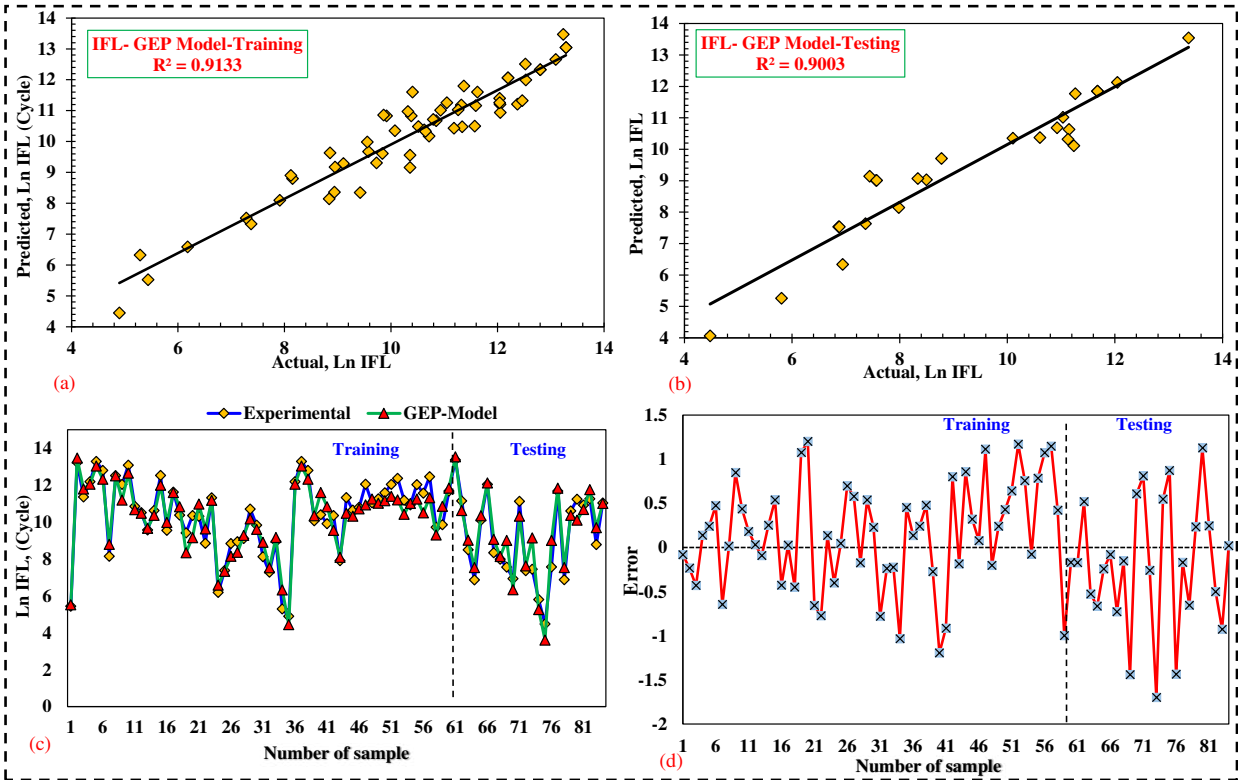 IFL- GEP Model-Training
R² = 0.9133
Predicted, Ln IFL (Cycle)
14
13
12
11
10
9
8
7
6
5
4
4 6 8 10 12 14
Actual, Ln IFL
(a)
IFL- GEP Model-Testing
R² = 0.9003
Predicted, Ln IFL
14
13
12
11
10
9
8
7
6
5
4
4 6 8 10 12 14
Actual, Ln IFL
(b)
Experimental GEP-Model
Training Testing
Ln IFL, (Cycle)
14
12
10
8
6
4
2
0
1 6 11 16 21 26 31 36 41 46 51 56 61 66 71 76 81
Number of sample
(c)
Training Testing
Error
1.5
1
0.5
0
-0.5
-1
-1.5
-2
1 6 11 16 21 26 31 36 41 46 51 56 61 66 71 76 81
Number of sample
(d)